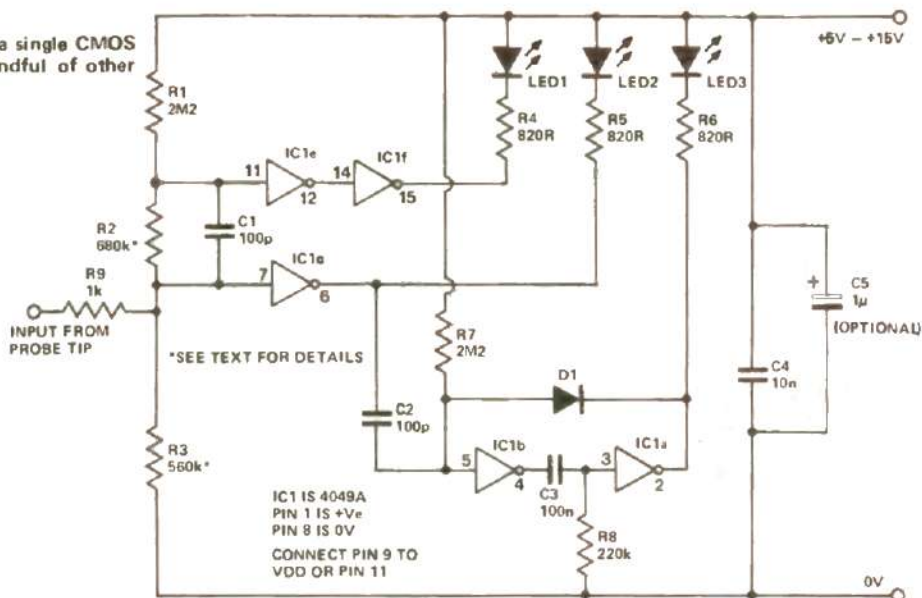 a single CMOS
ndful of other
+5V – +15V
LED1
LED2
LED3
R1
2M2
R4
820R
R5
820R
R6
820R
IC1e
IC1f
11
12
14
15
C1
100p
R2
680k*
R9
1k
7
IC1c
6
INPUT FROM
PROBE TIP
*SEE TEXT FOR DETAILS
R7
2M2
C5
1μ
(OPTIONAL)
+
C4
10n
D1
C2
100p
R3
560k*
5
IC1b
4
C3
100n
3
IC1a
2
R8
220k
IC1 IS 4049A
PIN 1 IS +Ve
PIN 8 IS 0V
CONNECT PIN 9 TO
VDD OR PIN 11
0V